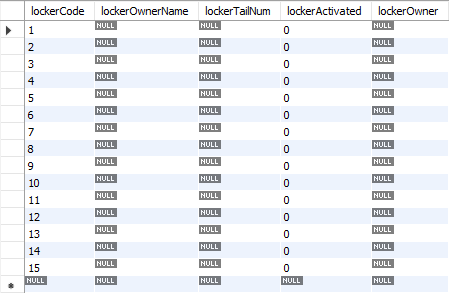 lockerCode lockerOwnerName lockerTailNum lockerActivated lockerOwner
1 NULL NULL 0 NULL
2 NULL NULL 0 NULL
3 NULL NULL 0 NULL
4 NULL NULL 0 NULL
5 NULL NULL 0 NULL
6 NULL NULL 0 NULL
7 NULL NULL 0 NULL
8 NULL NULL 0 NULL
9 NULL NULL 0 NULL
10 NULL NULL 0 NULL
11 NULL NULL 0 NULL
12 NULL NULL 0 NULL
13 NULL NULL 0 NULL
14 NULL NULL 0 NULL
15 NULL NULL 0 NULL
NULL NULL NULL NULL NULL